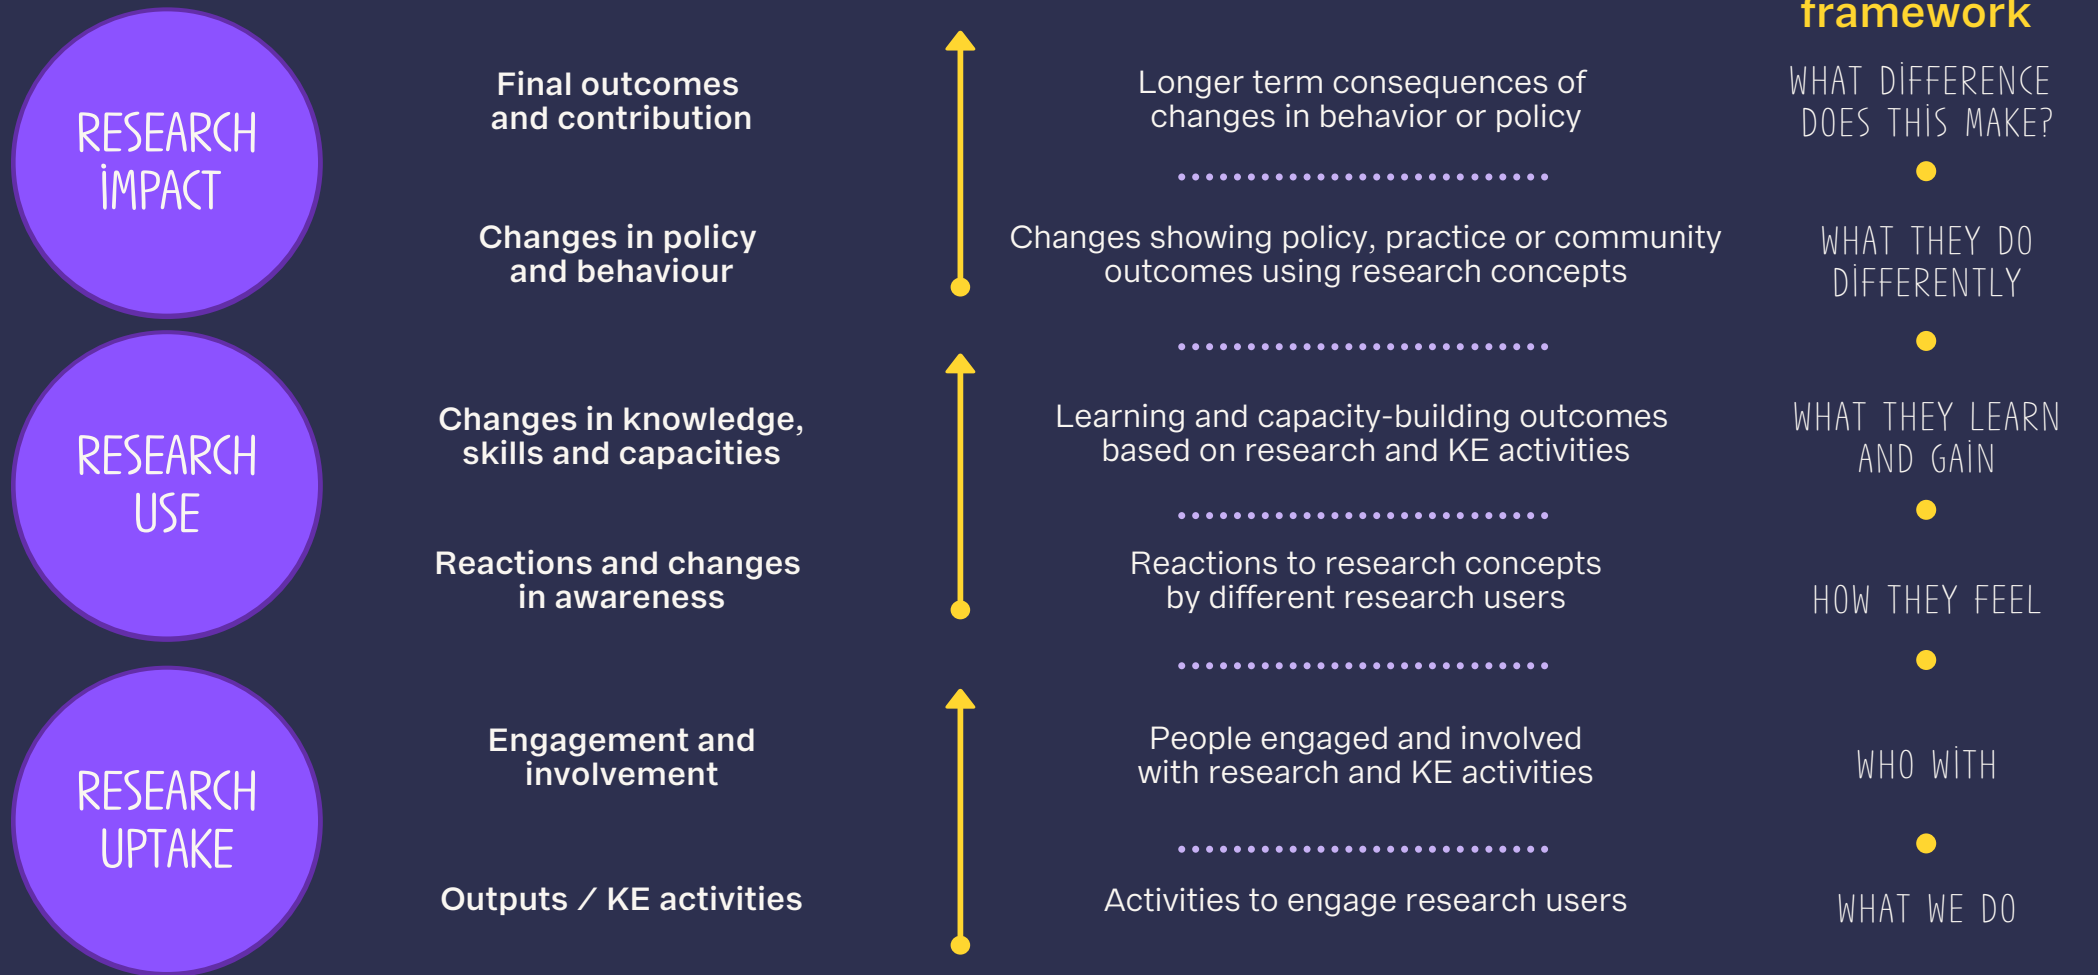 framework
RESEARCH
IMPACT
Final outcomes
and contribution
Longer term consequences of
changes in behavior or policy
WHAT DIFFERENCE
DOES THIS MAKE?
Changes in policy
and behaviour
Changes showing policy, practice or community
outcomes using research concepts
WHAT THEY DO
DIFFERENTLY
RESEARCH
USE
Changes in knowledge,
skills and capacities
Learning and capacity-building outcomes
based on research and KE activities
WHAT THEY LEARN
AND GAIN
Reactions and changes
in awareness
Reactions to research concepts
by different research users
HOW THEY FEEL
RESEARCH
UPTAKE
Engagement and
involvement
People engaged and involved
with research and KE activities
WHO WITH
Outputs / KE activities
Activities to engage research users
WHAT WE DO